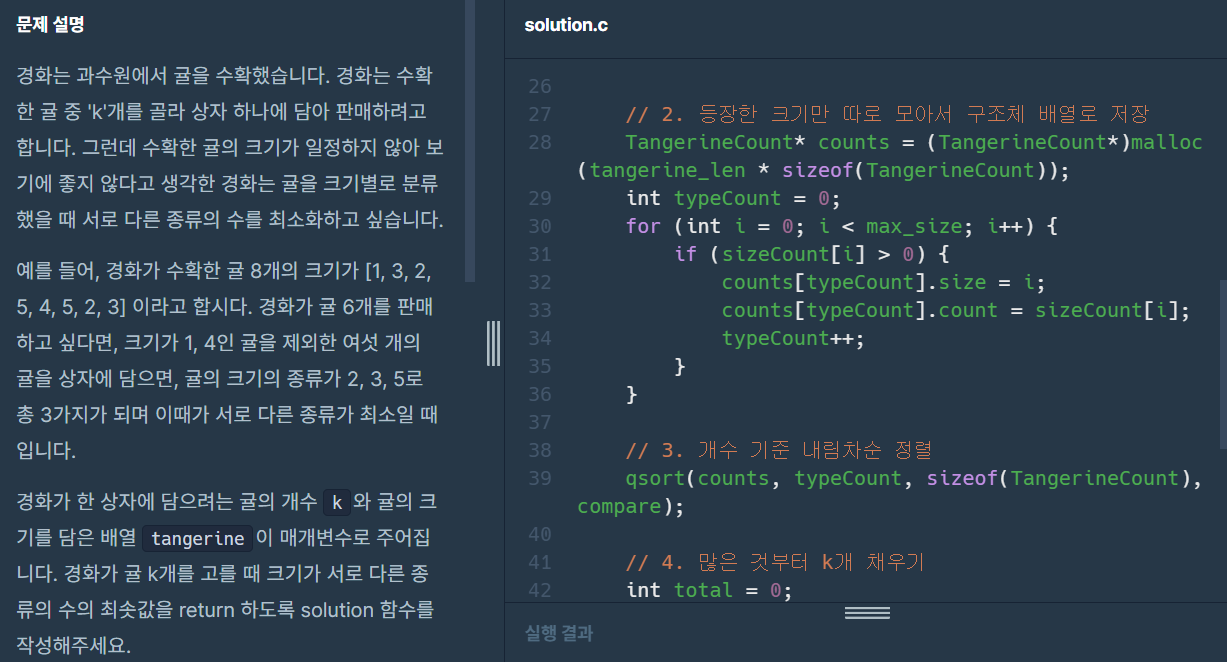 문제 설명
경화는 과수원에서 귤을 수확했습니다. 경화는 수확
한 귤 중 'k'개를 골라 상자 하나에 담아 판매하려고
합니다. 그런데 수확한 귤의 크기가 일정하지 않아 보
기에 좋지 않다고 생각한 경화는 귤을 크기별로 분류
했을 때 서로 다른 종류의 수를 최소화하고 싶습니다.
예를 들어, 경화가 수확한 귤 8개의 크기가 [1, 3, 2,
5, 4, 5, 2, 3] 이라고 합시다. 경화가 귤 6개를 판매
하고 싶다면, 크기가 1, 4인 귤을 제외한 여섯 개의
귤을 상자에 담으면, 귤의 크기의 종류가 2, 3, 5로
총 3가지가 되며 이때가 서로 다른 종류가 최소일 때
입니다.
경화가 한 상자에 담으려는 귤의 개수 k 와 귤의 크
기를 담은 배열 tangerine 이 매개변수로 주어집
니다. 경화가 귤 k개를 고를 때 크기가 서로 다른 종
류의 수의 최솟값을 return 하도록 solution 함수를
작성해주세요.
solution.c
26
27 // 2. 등장한 크기만 따로 모아서 구조체 배열로 저장
28 TangerineCount* counts = (TangerineCount*)malloc
(tangerine_len * sizeof(TangerineCount));
29 int typeCount = 0;
30 for (int i = 0; i < max_size; i++) {
31 if (sizeCount[i] > 0) {
32 counts[typeCount].size = i;
33 counts[typeCount].count = sizeCount[i];
34 typeCount++;
35 }
36 }
37
38 // 3. 개수 기준 내림차순 정렬
39 qsort(counts, typeCount, sizeof(TangerineCount),
compare);
40
41 // 4. 많은 것부터 k개 채우기
42 int total = 0;
실행 결과